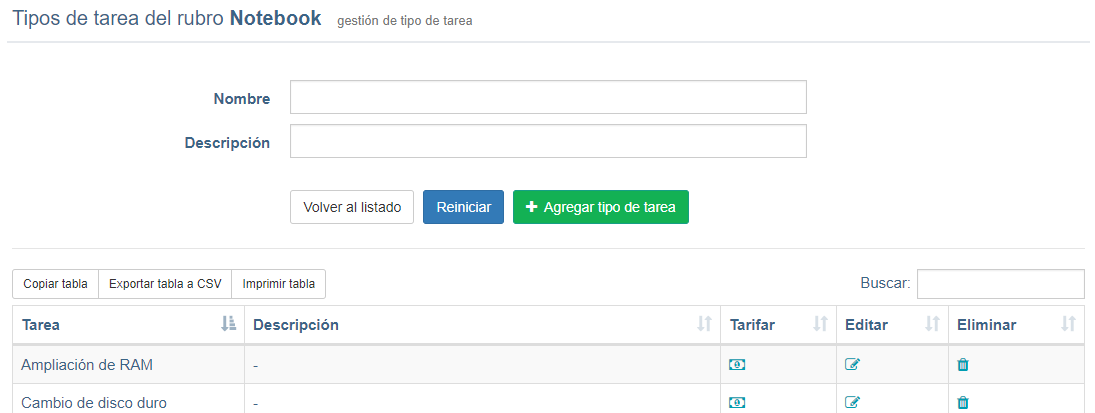 Tipos de tarea del rubro Notebook gestión de tipo de tarea
Nombre
Descripción
Volver al listado Reiniciar Agregar tipo de tarea
Copiar tabla Exportar tabla a CSV Imprimir tabla Buscar:
Tarea Descripción Tarifar Editar Eliminar
Ampliación de RAM -
Cambio de disco duro -